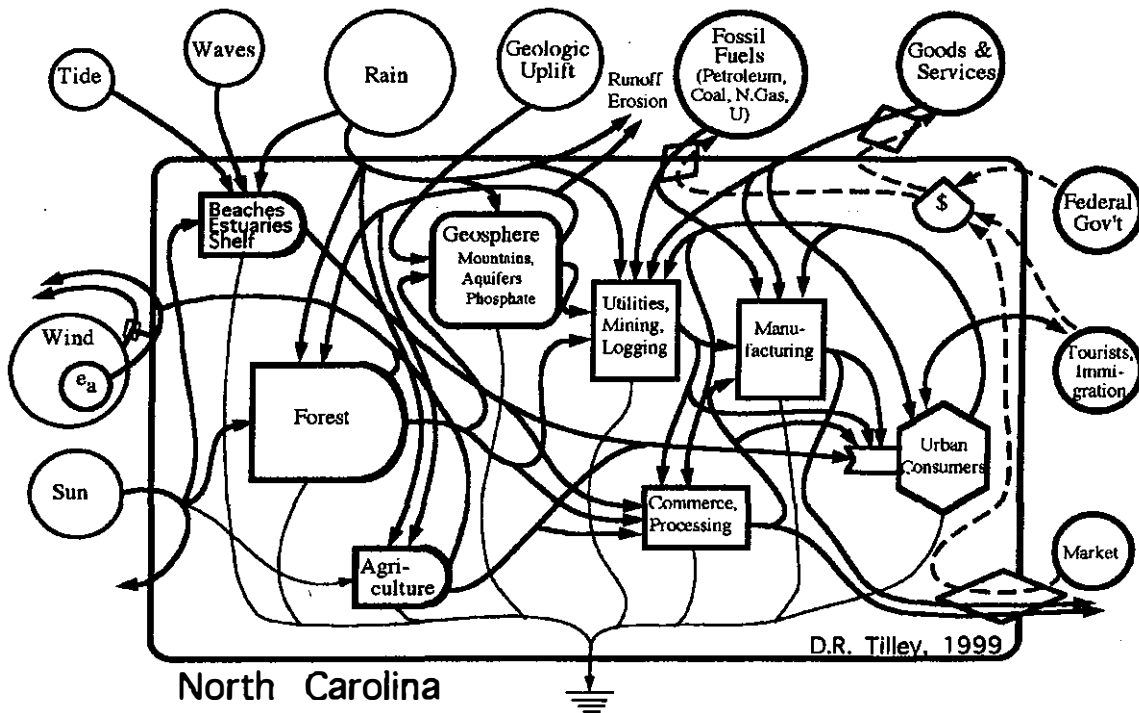 Tide
Waves
Rain
Geologic
Uplift
Runoff
Erosion
Fossil
Fuels
(Petroleum,
Coal, N.Gas,
U)
Goods &
Services
Beaches
Estuaries
Shelf
Geosphere
Mountains,
Aquifers
Phosphate
$
Federal
Gov't
Wind
ea
Utilities,
Mining,
Logging
Manu-
facturing
Tourists,
Immi-
gration
Forest
Urban
Consumers
Sun
Commerce,
Processing
Agri-
culture
Market
D.R. Tilley, 1999
North Carolina